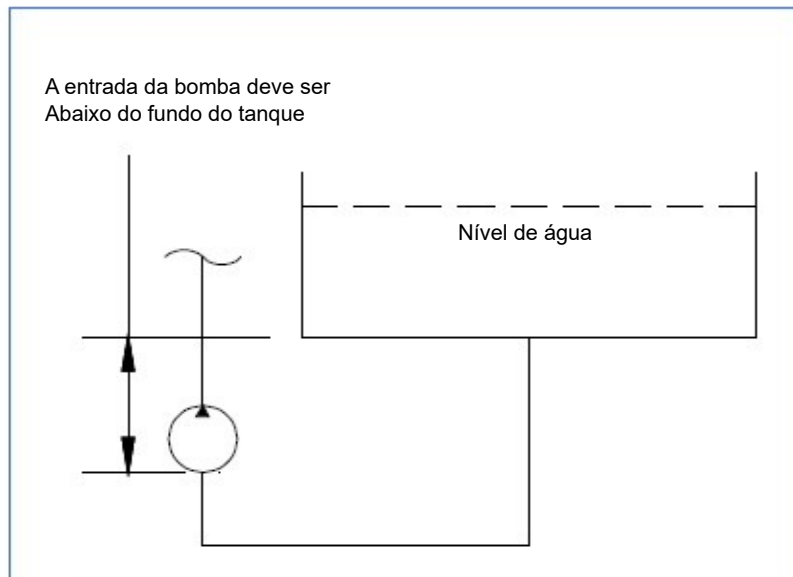 A entrada da bomba deve ser
Abaixo do fundo do tanque
Nível de água